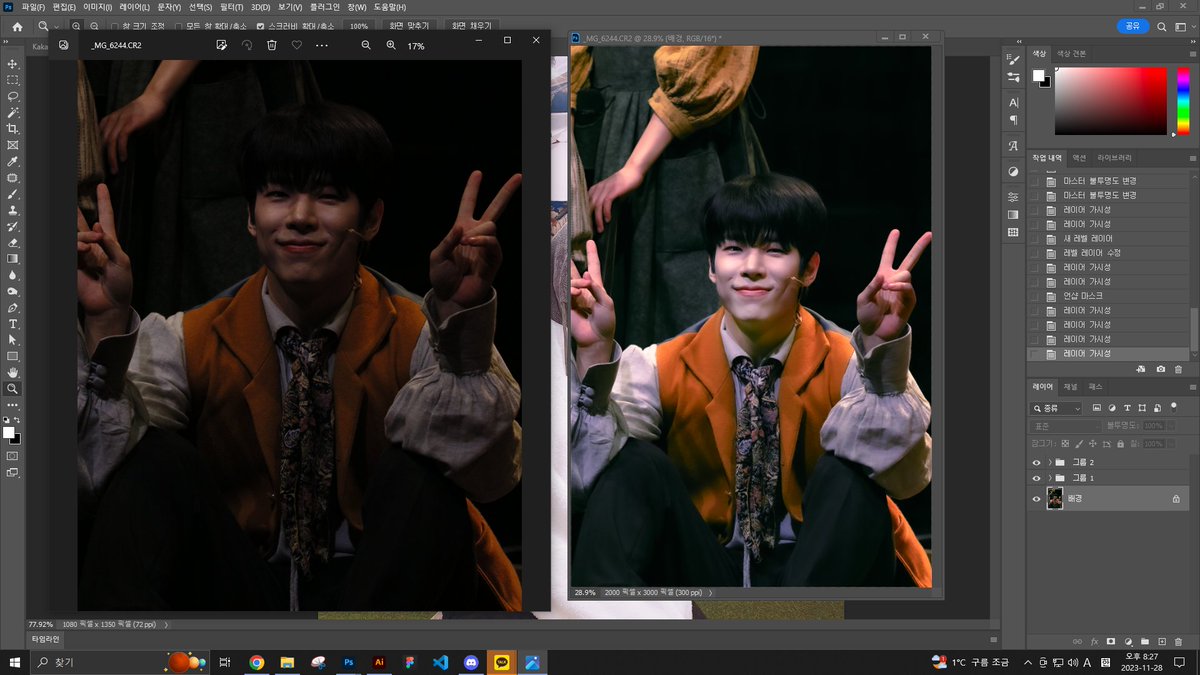 파일(F) 편집(E) 이미지(I) 레이어(L) 문자(Y) 선택(S) 필터(T) 3D(D) 보기(V) 플러그인 창(W) 도움말(H)
창 크기 조정 모든 창 확대/축소 스크러비 확대/축소 100% 화면 맞추기 화면 채우기 공유
Kaka
_MG_6244.CR2 17%
_MG_6244.CR2 @ 28.9% (배경, RGB/16*) *
색상 색상 견본
작업 내역 액션 라이브러리
마스터 불투명도 변경
마스터 불투명도 변경
레이어 가시성
레이어 가시성
새 레벨 레이어
레벨 레이어 수정
레이어 가시성
레이어 가시성
언샵 마스크
레이어 가시성
레이어 가시성
레이어 가시성
레이어 가시성
레이어 채널 패스
종류
표준 불투명도: 100%
잠그기: 칠: 100%
그룹 2
그룹 1
배경
28.9% 2000 픽셀 x 3000 픽셀 (300 ppi)
77.92% 1080 픽셀 x 1350 픽셀 (72 ppi)
타임라인
찾기
Ps
Ai
TALK
1°C 구름 조금
A
오후 8:27
2023-11-28